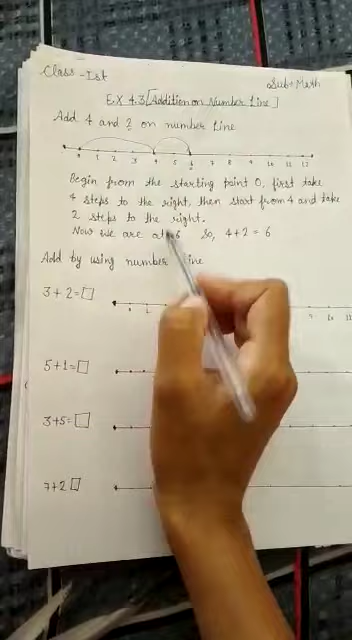 Class - Ist
Sub - Math
EX 4.3 [Addition on Number Line]
Add 4 and 2 on number line
0 1 2 3 4 5 6 7 8 9 10 11 12
Begin from the starting point 0, first take
4 steps to the right, then start from 4 and take
2 steps to the right.
Now we are at 6 So, 4+2 = 6
Add by using number line
3+2=
5+1=
3+5=
7+2